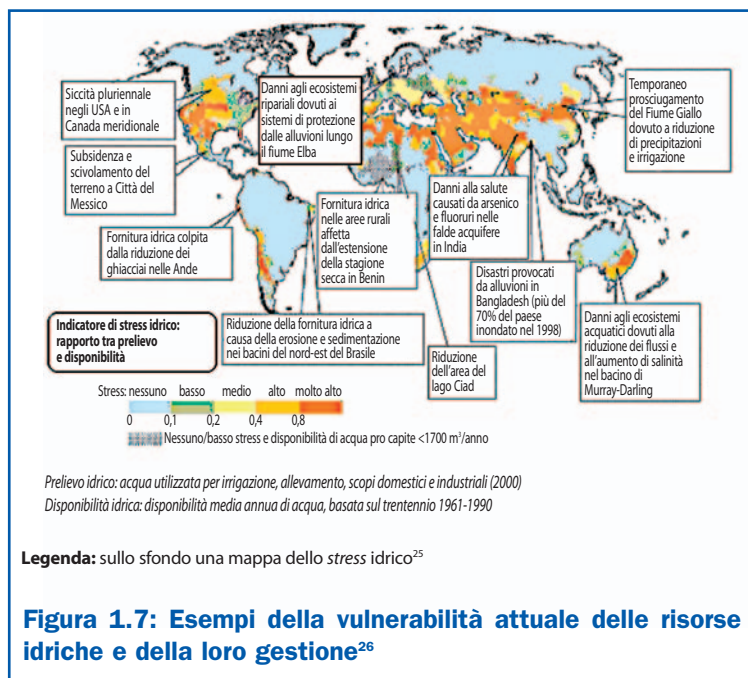 Siccità pluriennale
negli USA e in
Canada meridionale
Danni agli ecosistemi
ripariali dovuti ai
sistemi di protezione
dalle alluvioni lungo
il fiume Elba
Temporaneo
prosciugamento
del Fiume Giallo
dovuto a riduzione
di precipitazioni
e irrigazione
Subsidenza e
scivolamento del
terreno a Città del
Messico
Fornitura idrica colpita
dalla riduzione dei
ghiacciai nelle Ande
Fornitura idrica
nelle aree rurali
affetta
dall'estensione
della stagione
secca in Benin
Danni alla salute
causati da arsenico
e fluoruri nelle
falde acquifere
in India
Disastri provocati
da alluvioni in
Bangladesh (più del
70% del paese
inondato nel 1998)
Danni agli ecosistemi
acquatici dovuti alla
riduzione dei flussi e
all'aumento di salinità
nel bacino di
Murray-Darling
Indicatore di stress idrico:
rapporto tra prelievo
e disponibilità
Riduzione della fornitura idrica a
causa della erosione e sedimentazione
nei bacini del nord-est del Brasile
Riduzione
dell'area del
lago Ciad
Stress: nessuno basso medio alto molto alto
0 0,1 0,2 0,4 0,8
Nessuno/basso stress e disponibilità di acqua pro capite <1700 m³/anno
Prelievo idrico: acqua utilizzata per irrigazione, allevamento, scopi domestici e industriali (2000)
Disponibilità idrica: disponibilità media annua di acqua, basata sul trentennio 1961-1990
Legenda: sullo sfondo una mappa dello stress idrico²⁵
Figura 1.7: Esempi della vulnerabilità attuale delle risorse
idriche e della loro gestione²⁶